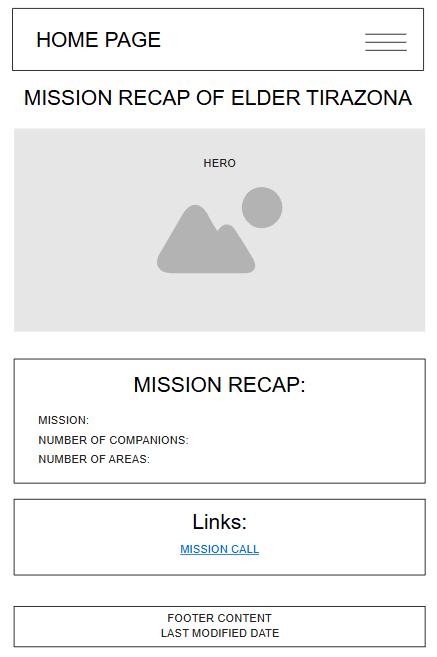 HOME PAGE
MISSION RECAP OF ELDER TIRAZONA
HERO
MISSION RECAP:
MISSION:
NUMBER OF COMPANIONS:
NUMBER OF AREAS:
Links:
MISSION CALL
FOOTER CONTENT
LAST MODIFIED DATE